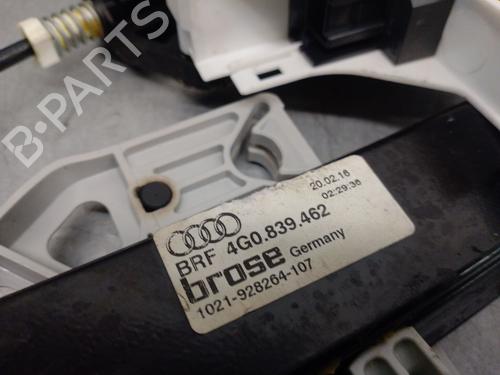 B-PARTS
20.02.16
02:29:36
BRF 4G0.839.462
brose Germany
1021-928264-107